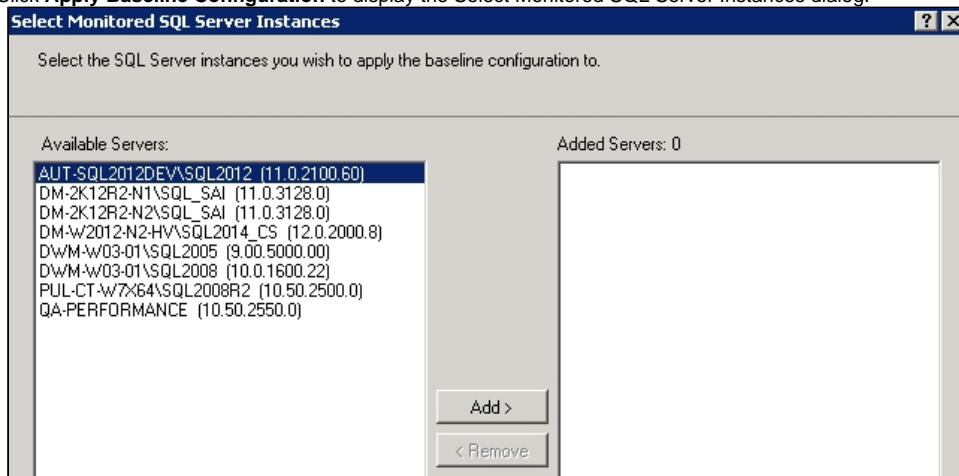 Click Apply Baseline Configuration to display the Select Monitored SQL Server Instances dialog.
Select Monitored SQL Server Instances
Select the SQL Server instances you wish to apply the baseline configuration to.
Available Servers:
Added Servers: 0
AUT-SQL2012DEV\SQL2012 (11.0.2100.60)
DM-2K12R2-N1\SQL_SAI (11.0.3128.0)
DM-2K12R2-N2\SQL_SAI (11.0.3128.0)
DM-W2012-N2-HV\SQL2014_CS (12.0.2000.8)
DWM-W03-01\SQL2005 (9.00.5000.00)
DWM-W03-01\SQL2008 (10.0.1600.22)
PUL-CT-W7X64\SQL2008R2 (10.50.2500.0)
QA-PERFORMANCE (10.50.2550.0)
Add >
< Remove